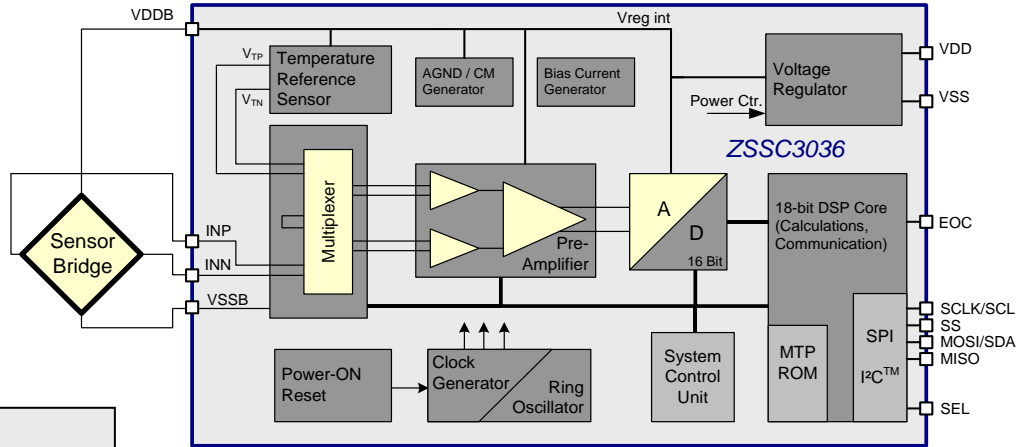 VDDB
Vreg int
VTP
VTN
Temperature
Reference
Sensor
AGND / CM
Generator
Bias Current
Generator
Voltage
Regulator
VDD
VSS
Power Ctr.
ZSSC3036
Sensor
Bridge
INP
INN
VSSB
Multiplexer
Pre-
Amplifier
A
D
16 Bit
18-bit DSP Core
(Calculations,
Communication)
EOC
SCLK/SCL
SS
MOSI/SDA
MISO
SEL
Power-ON
Reset
Clock
Generator
Ring
Oscillator
System
Control
Unit
MTP
ROM
SPI
I²C™